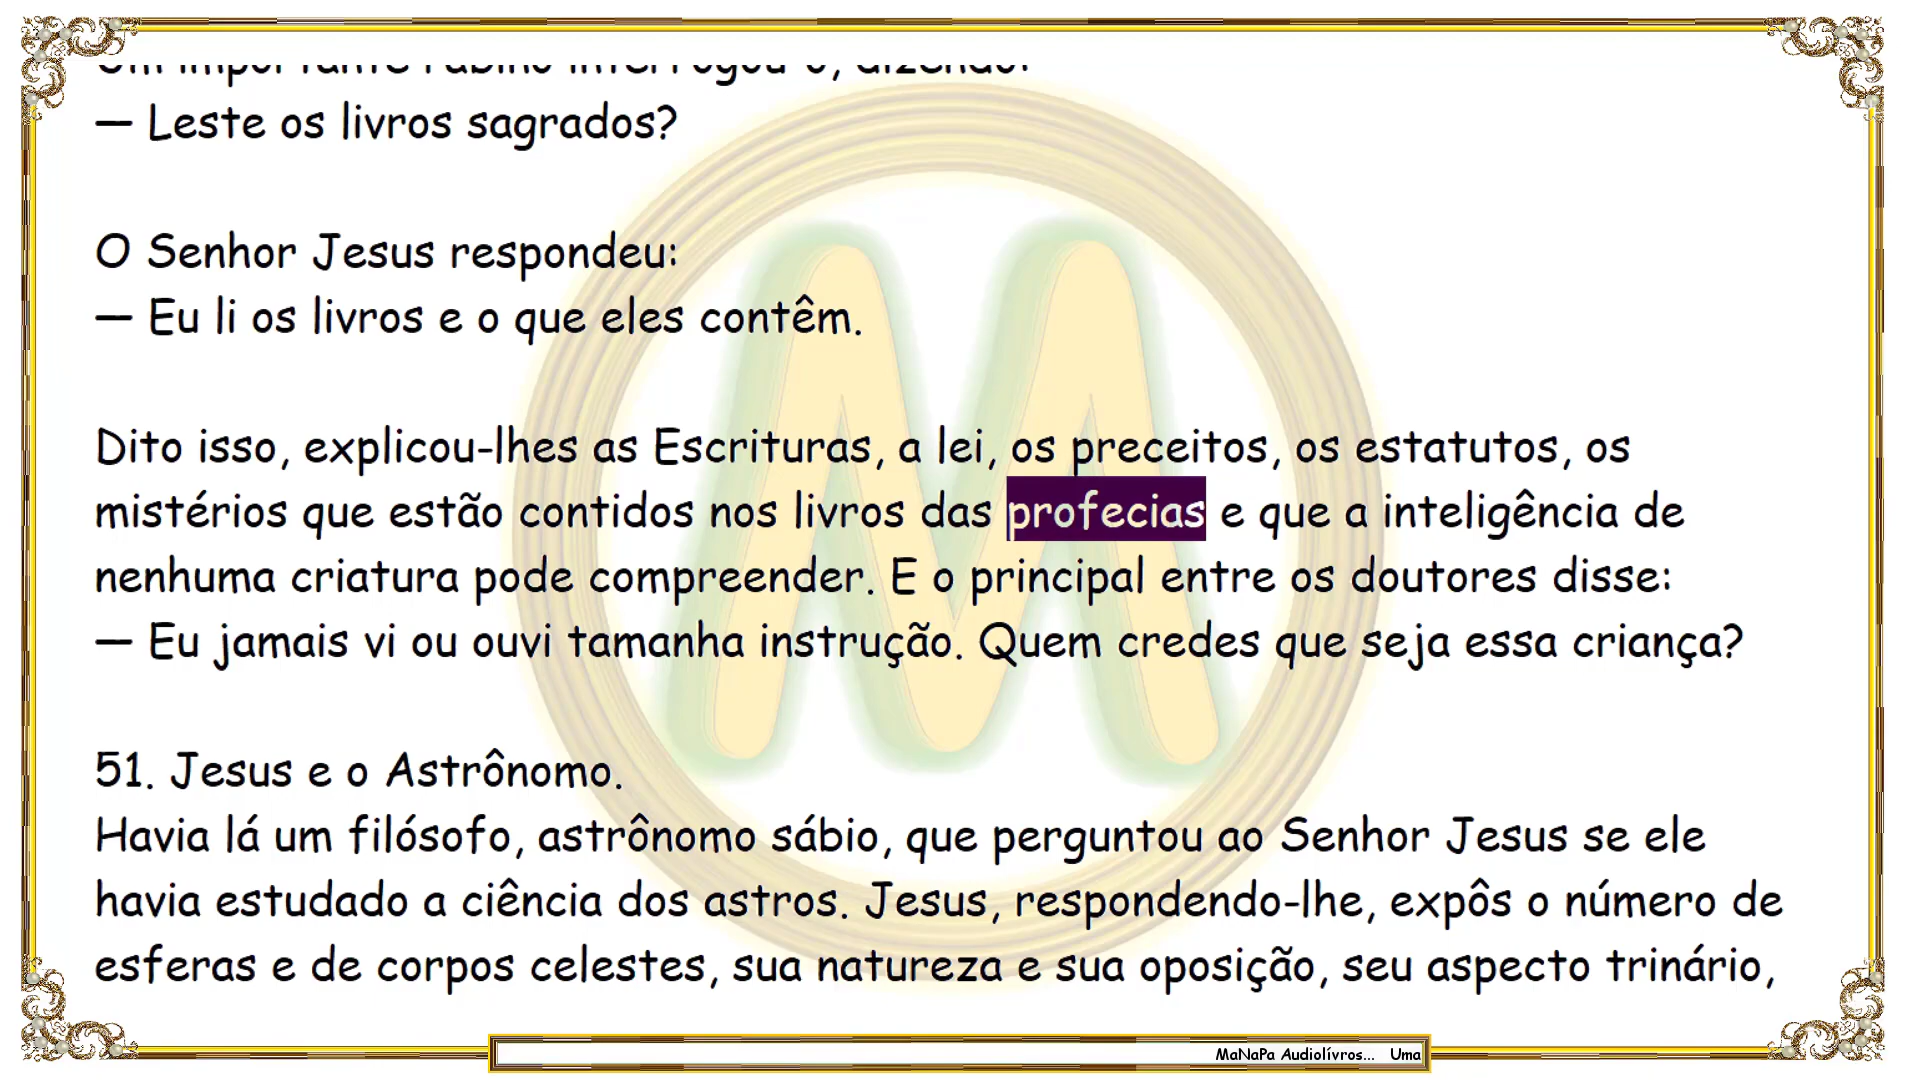 Um importante rabino interrogou-o, dizendo:
— Leste os livros sagrados?
O Senhor Jesus respondeu:
— Eu li os livros e o que eles contêm.
Dito isso, explicou-lhes as Escrituras, a lei, os preceitos, os estatutos, os
mistérios que estão contidos nos livros das profecias e que a inteligência de
nenhuma criatura pode compreender. E o principal entre os doutores disse:
— Eu jamais vi ou ouvi tamanha instrução. Quem credes que seja essa criança?
51. Jesus e o Astrônomo.
Havia lá um filósofo, astrônomo sábio, que perguntou ao Senhor Jesus se ele
havia estudado a ciência dos astros. Jesus, respondendo-lhe, expôs o número de
esferas e de corpos celestes, sua natureza e sua oposição, seu aspecto trinário,
MaNaPa Audiolívros... Uma